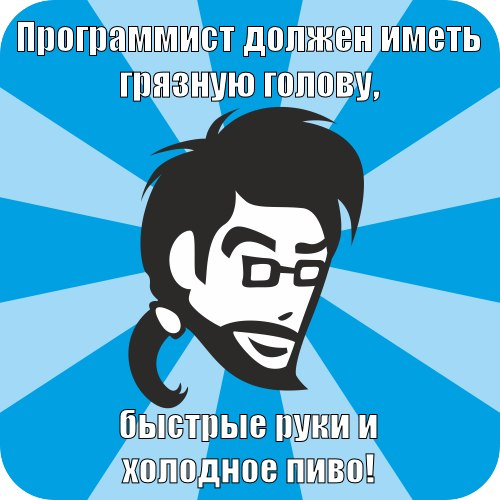 Программист должен иметь
грязную голову,
быстрые руки и
холодное пиво!